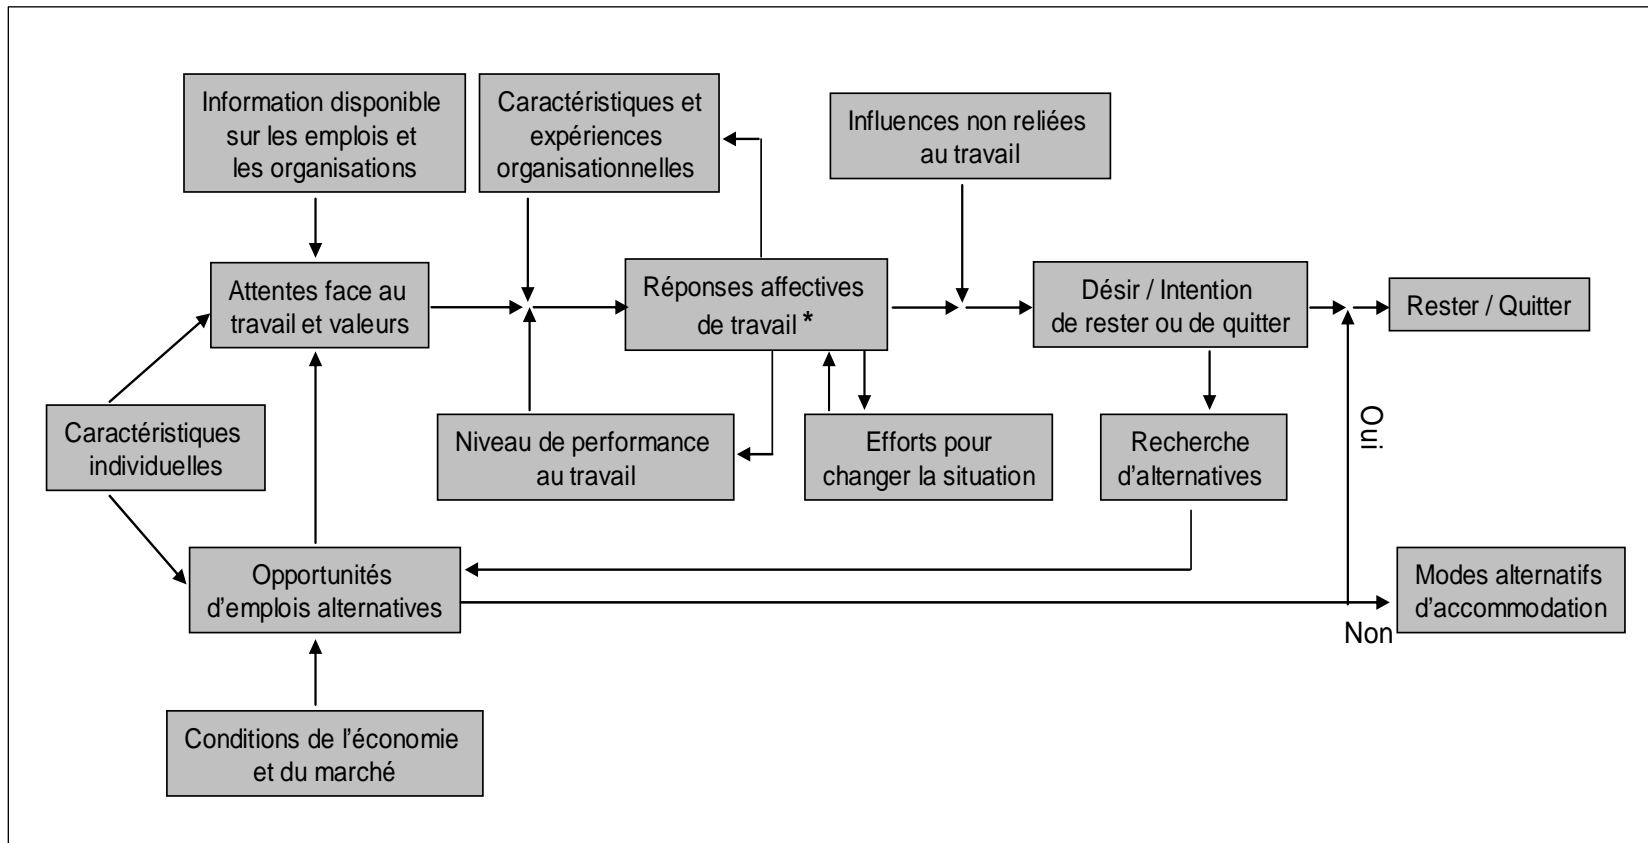 Information disponible
sur les emplois et
les organisations
Caractéristiques et
expériences
organisationnelles
Influences non reliées
au travail
Attentes face au
travail et valeurs
Réponses affectives
de travail *
Désir / Intention
de rester ou de quitter
Rester / Quitter
Caractéristiques
individuelles
Niveau de performance
au travail
Efforts pour
changer la situation
Recherche
d’alternatives
Oui
Opportunités
d’emplois alternatives
Modes alternatifs
d’accommodation
Non
Conditions de l’économie
et du marché